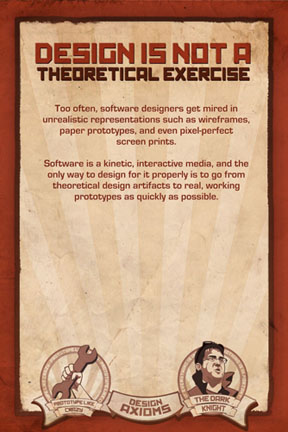 DESIGN IS NOT A
THEORETICAL EXERCISE
Too often, software designers get mired in
unrealistic representations such as wireframes,
paper prototypes, and even pixel-perfect
screen prints.
Software is a kinetic, interactive media, and the
only way to design for it properly is to go from
theoretical design artifacts to real, working
prototypes as quickly as possible.
PROTOTYPE LIKE
CRAZY
DESIGN
AXIOMS
THE DARK
KNIGHT